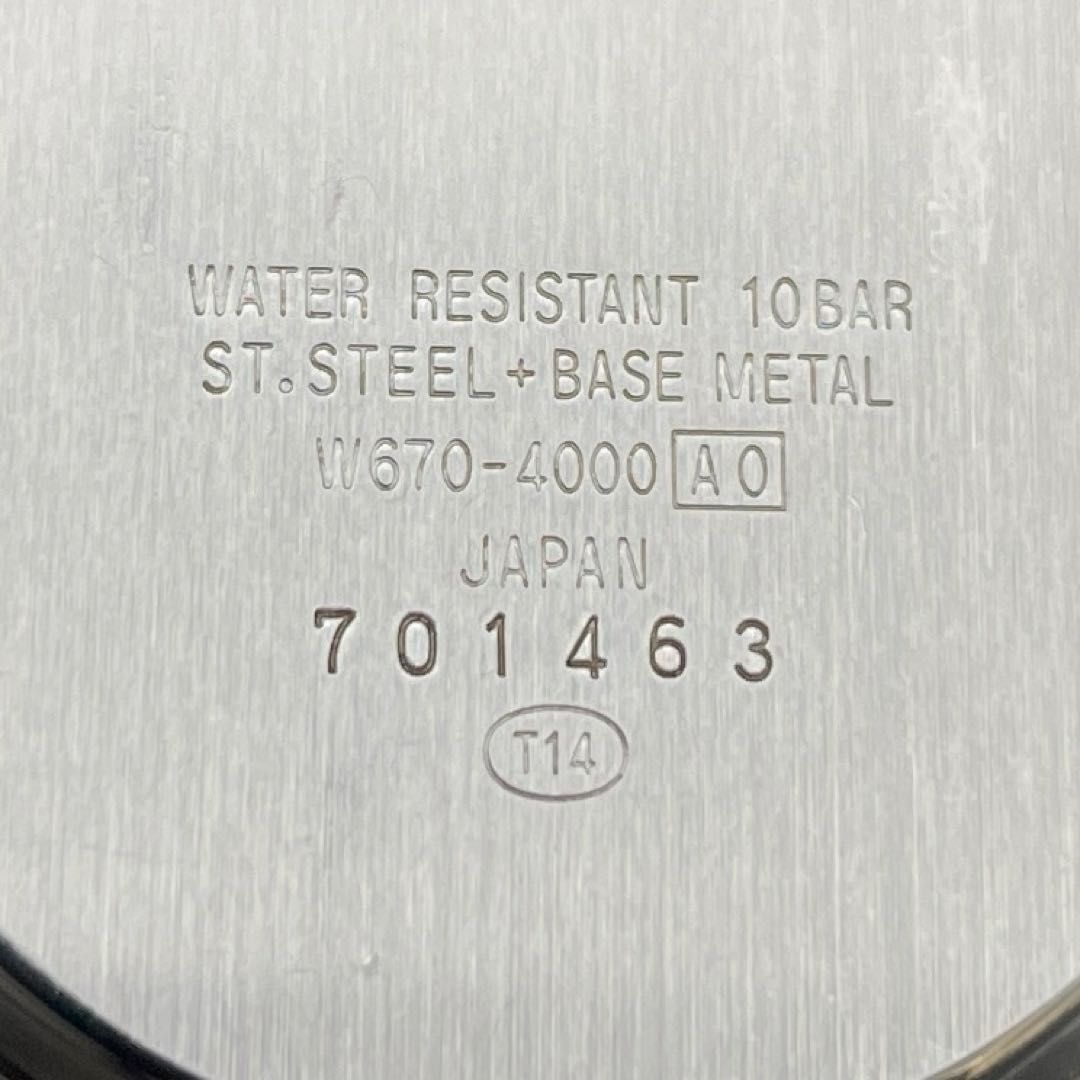 WATER RESISTANT 10BAR
ST.STEEL+BASE METAL
W670-4000 A0
JAPAN
701463
T14